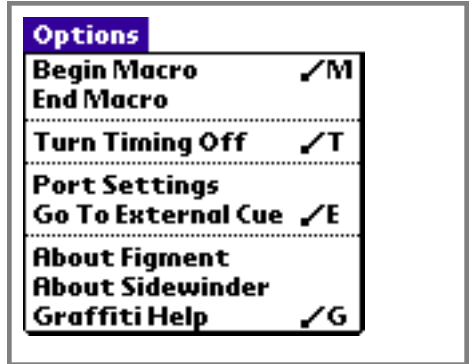 Options
Begin Macro /M
End Macro
Turn Timing Off /T
Port Settings
Go To External Cue /E
About Figment
About Sidewinder
Graffiti Help /G